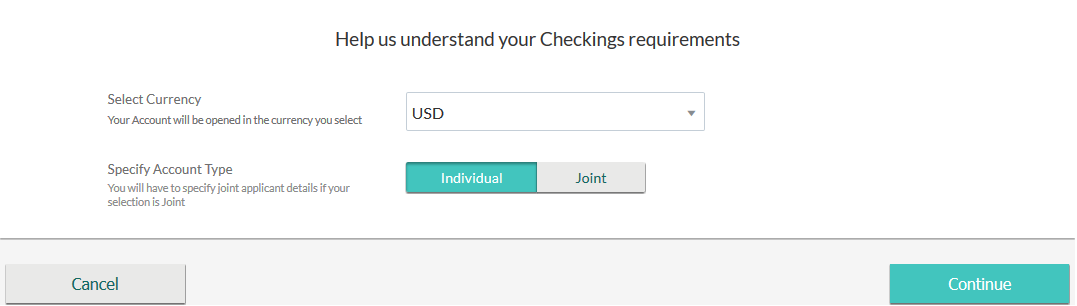 Help us understand your Checkings requirements
Select Currency
Your Account will be opened in the currency you select
USD
Specify Account Type
You will have to specify joint applicant details if your
selection is Joint
Individual
Joint
Cancel
Continue